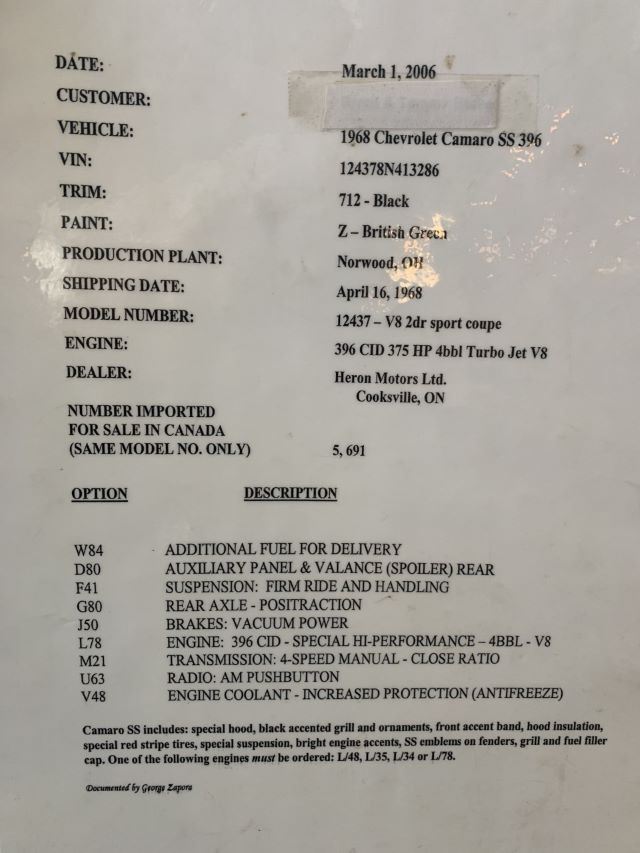 DATE: March 1, 2006
CUSTOMER:
VEHICLE: 1968 Chevrolet Camaro SS 396
VIN: 124378N413286
TRIM: 712 - Black
PAINT: Z – British Green
PRODUCTION PLANT: Norwood, OH
SHIPPING DATE: April 16, 1968
MODEL NUMBER: 12437 – V8 2dr sport coupe
ENGINE: 396 CID 375 HP 4bbl Turbo Jet V8
DEALER: Heron Motors Ltd.
Cooksville, ON
NUMBER IMPORTED
FOR SALE IN CANADA
(SAME MODEL NO. ONLY) 5, 691
OPTION DESCRIPTION
W84 ADDITIONAL FUEL FOR DELIVERY
D80 AUXILIARY PANEL & VALANCE (SPOILER) REAR
F41 SUSPENSION: FIRM RIDE AND HANDLING
G80 REAR AXLE - POSITRACTION
J50 BRAKES: VACUUM POWER
L78 ENGINE: 396 CID - SPECIAL HI-PERFORMANCE – 4BBL - V8
M21 TRANSMISSION: 4-SPEED MANUAL - CLOSE RATIO
U63 RADIO: AM PUSHBUTTON
V48 ENGINE COOLANT - INCREASED PROTECTION (ANTIFREEZE)
Camaro SS includes: special hood, black accented grill and ornaments, front accent band, hood insulation,
special red stripe tires, special suspension, bright engine accents, SS emblems on fenders, grill and fuel filler
cap. One of the following engines must be ordered: L/48, L/35, L/34 or L/78.
Documented by George Zapora